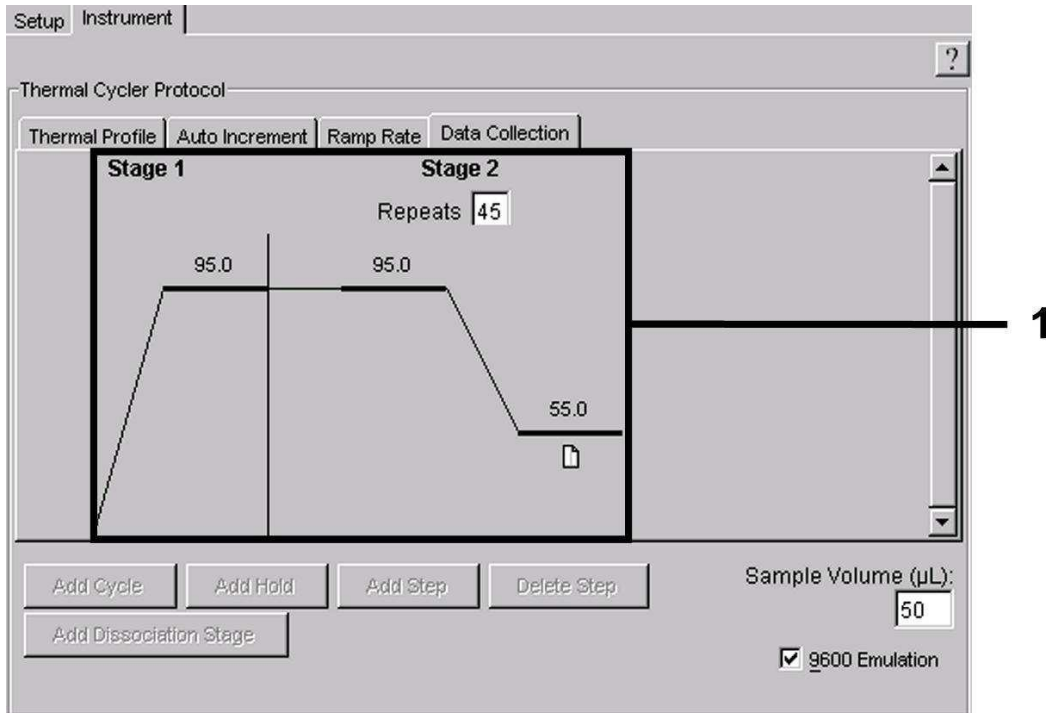 Setup Instrument
?
Thermal Cycler Protocol
Thermal Profile Auto Increment Ramp Rate Data Collection
Stage 1 Stage 2
Repeats 45
95.0 95.0
1
55.0
Add Cycle Add Hold Add Step Delete Step
Sample Volume (µL):
50
Add Dissociation Stage
9600 Emulation